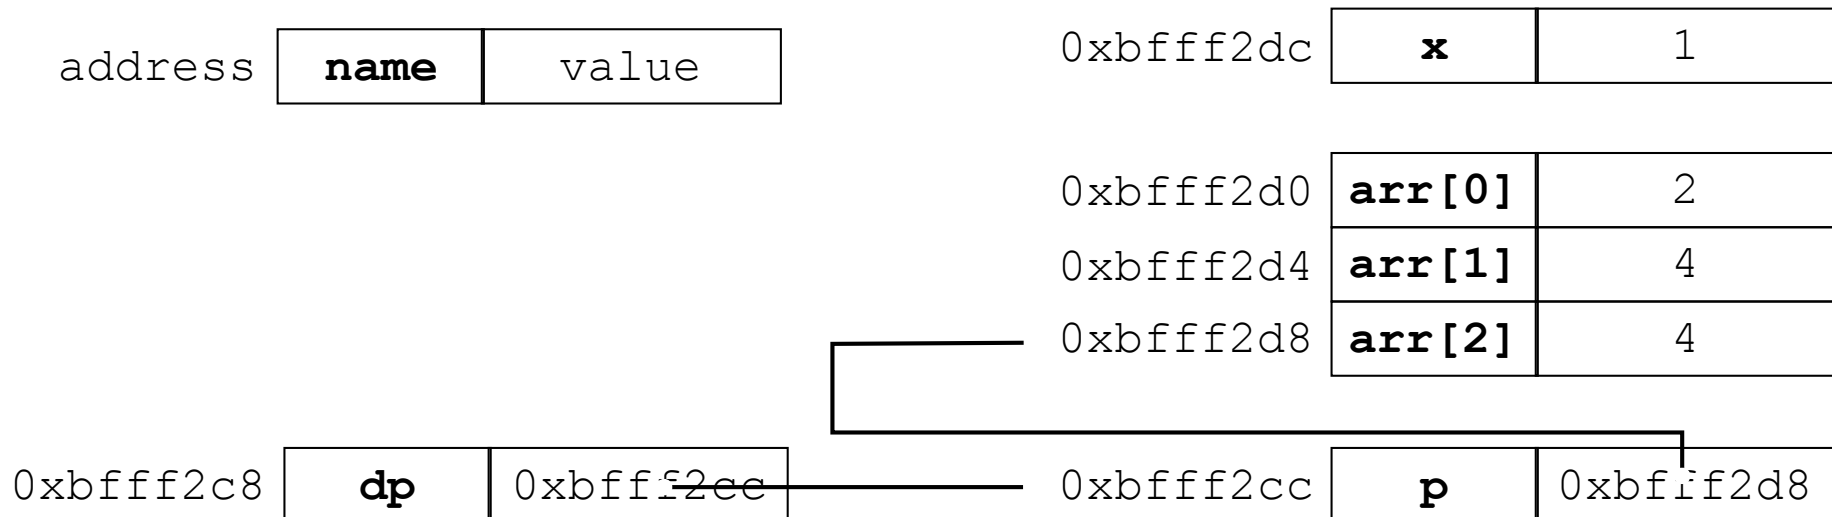 address name value
0xbfff2dc x 1
0xbfff2d0 arr[0] 2
0xbfff2d4 arr[1] 4
0xbfff2d8 arr[2] 4
0xbfff2c8 dp 0xbfff2cc 0xbfff2cc p 0xbfff2d8